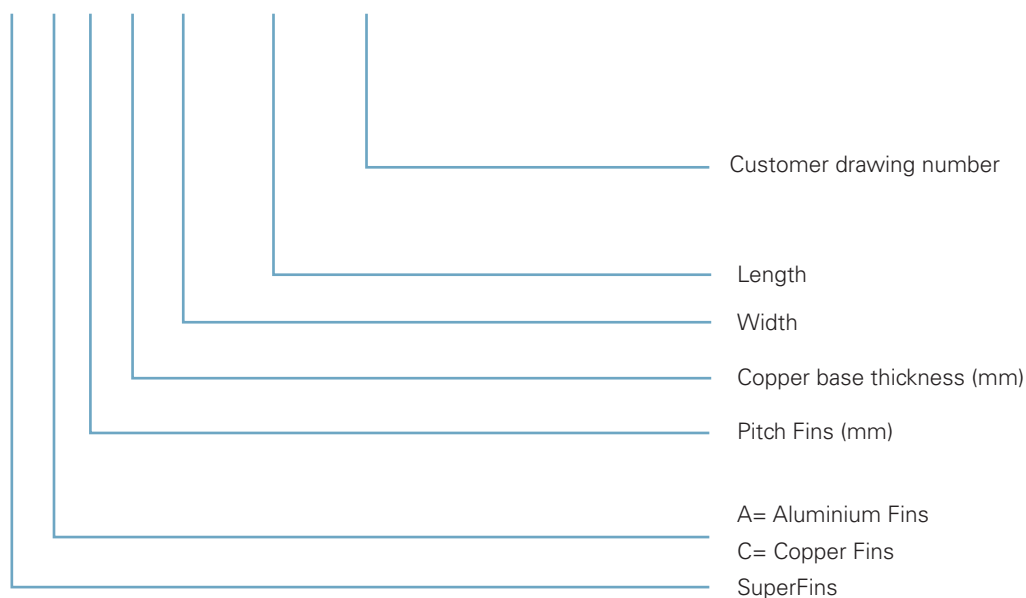 Customer drawing number
Length
Width
Copper base thickness (mm)
Pitch Fins (mm)
A= Aluminium Fins
C= Copper Fins
SuperFins